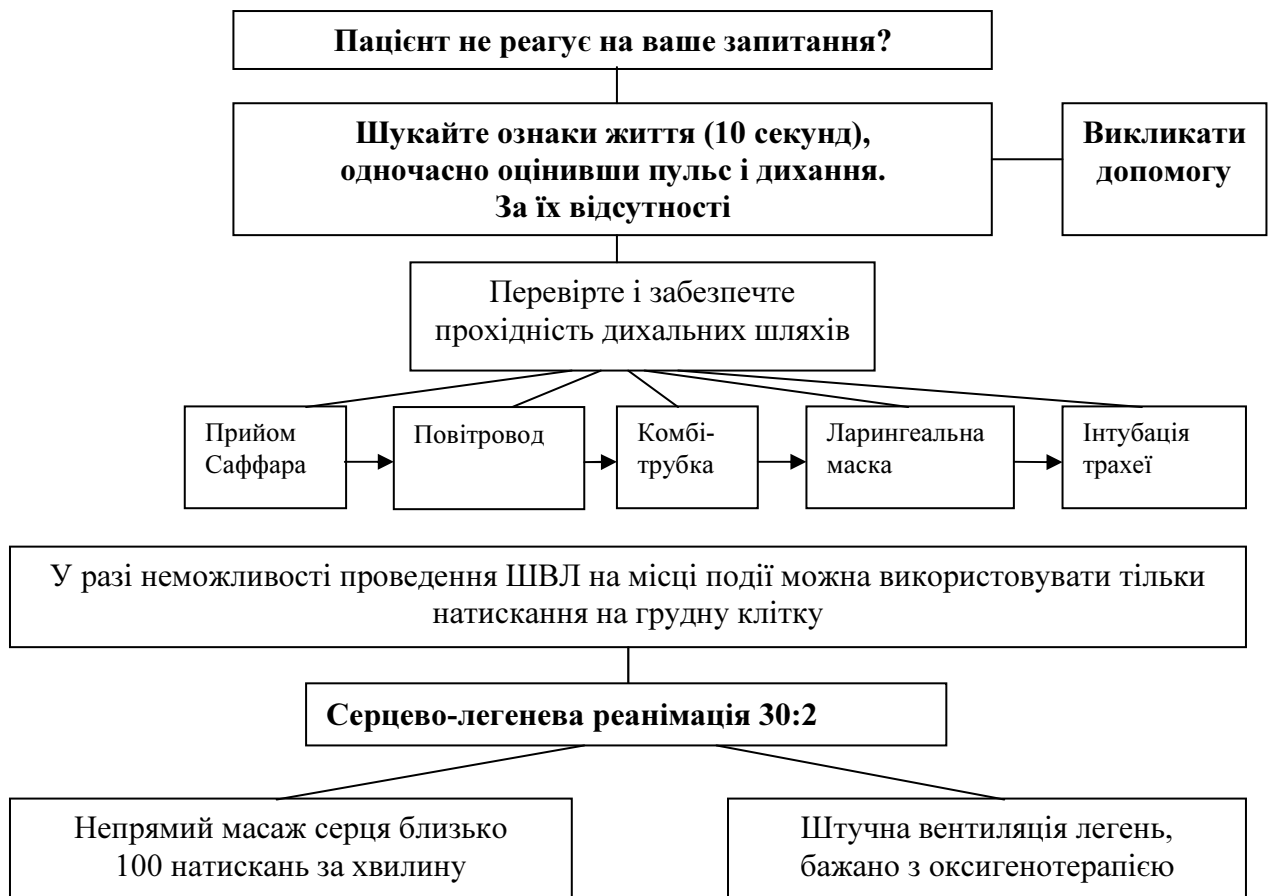 Пацієнт не реагує на ваше запитання?
Шукайте ознаки життя (10 секунд),
одночасно оцінивши пульс і дихання.
За їх відсутності
Викликати
допомогу
Перевірте і забезпечте
прохідність дихальних шляхів
Прийом
Саффара
Повітровод
Комбі-
трубка
Ларингеальна
маска
Інтубація
трахеї
У разі неможливості проведення ШВЛ на місці події можна використовувати тільки
натискання на грудну клітку
Серцево-легенева реанімація 30:2
Непрямий масаж серця близько
100 натискань за хвилину
Штучна вентиляція легень,
бажано з оксигенотерапією